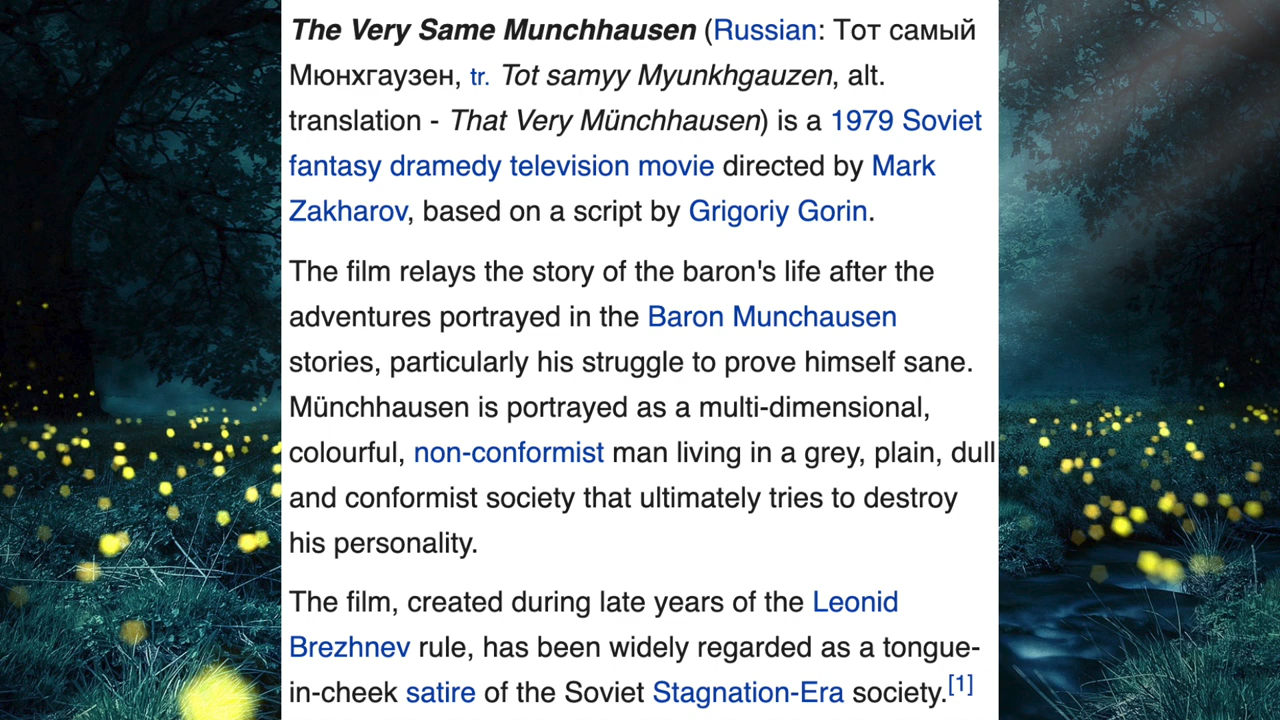 The Very Same Munchhausen (Russian: Тот самый
Мюнхгаузен, tr. Tot samyy Myunkhgauzen, alt.
translation - That Very Münchhausen) is a 1979 Soviet
fantasy dramedy television movie directed by Mark
Zakharov, based on a script by Grigoriy Gorin.
The film relays the story of the baron's life after the
adventures portrayed in the Baron Munchausen
stories, particularly his struggle to prove himself sane.
Münchhausen is portrayed as a multi-dimensional,
colourful, non-conformist man living in a grey, plain, dull
and conformist society that ultimately tries to destroy
his personality.
The film, created during late years of the Leonid
Brezhnev rule, has been widely regarded as a tongue-
in-cheek satire of the Soviet Stagnation-Era society.[1]